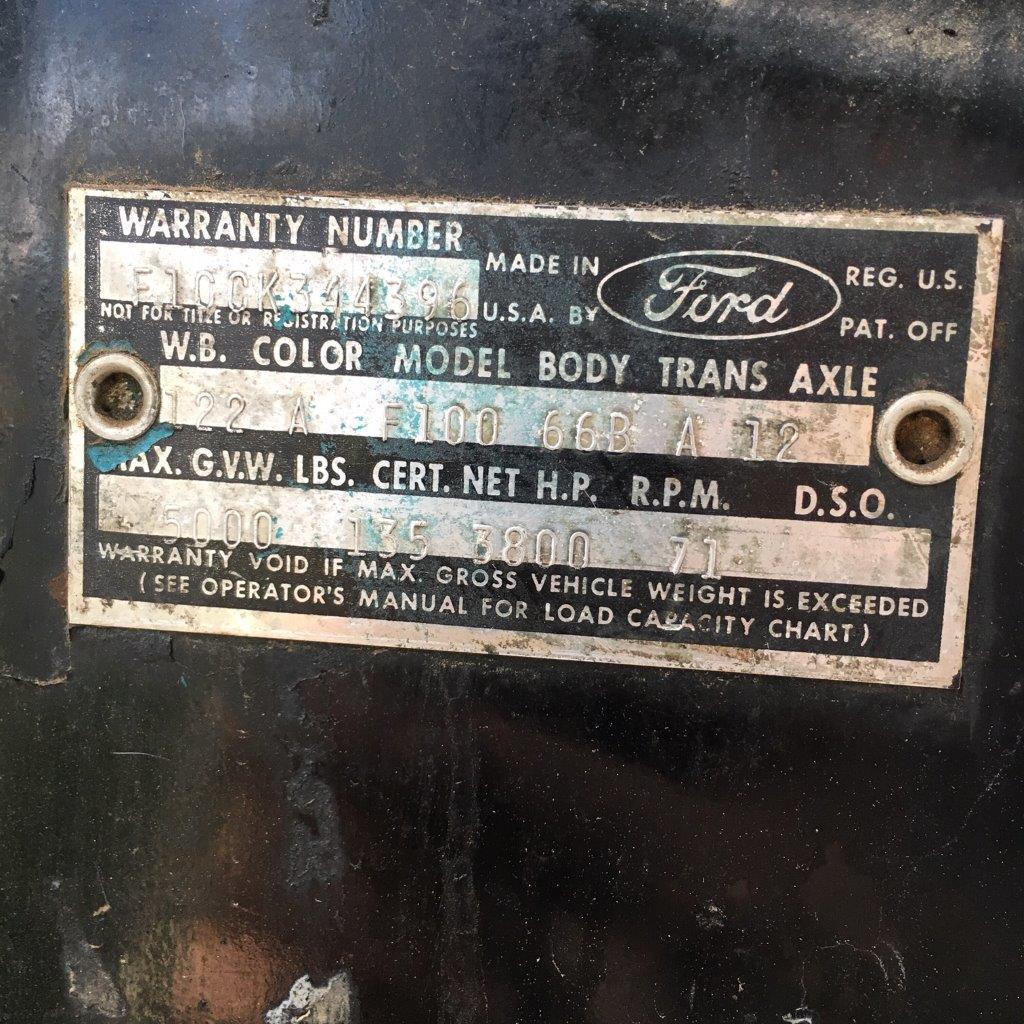 WARRANTY NUMBER
F10CK344396
NOT FOR TITLE OR REGISTRATION PURPOSES
MADE IN
U.S.A. BY
Ford
REG. U.S.
PAT. OFF
W.B. COLOR MODEL BODY TRANS AXLE
122 A F100 66B A 12
MAX. G.V.W. LBS. CERT. NET H.P. R.P.M. D.S.O.
5000 135 3800 71
WARRANTY VOID IF MAX. GROSS VEHICLE WEIGHT IS EXCEEDED
(SEE OPERATOR'S MANUAL FOR LOAD CAPACITY CHART)